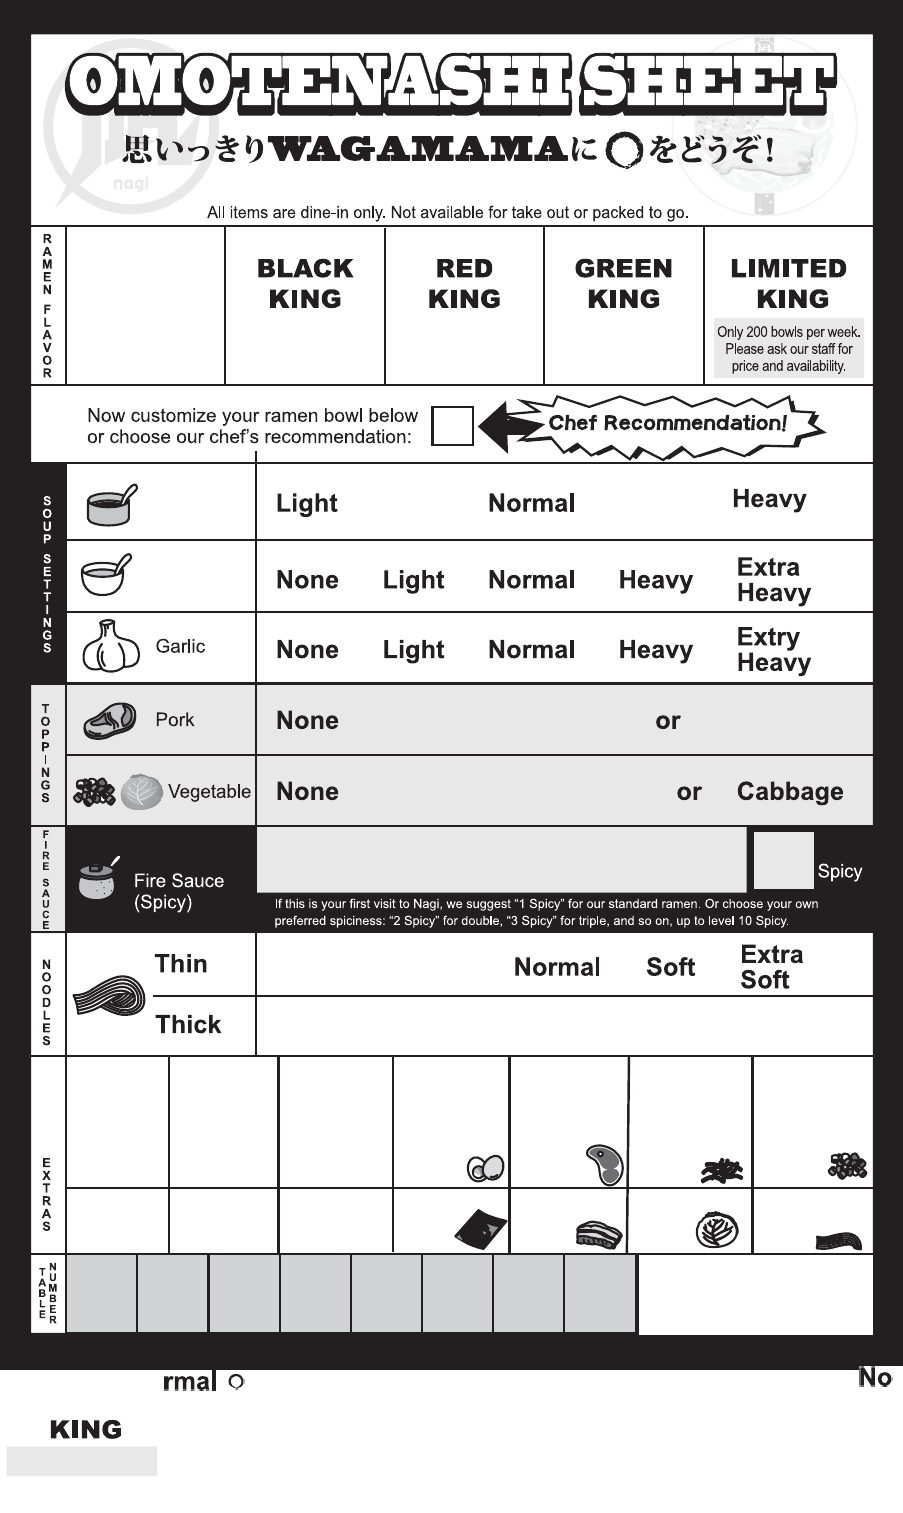 OMOTENASHI SHEET
思いっきりWAGAMAMAに○をどうぞ!
nagi
All items are dine-in only. Not available for take out or packed to go.
RAMEN FLAVOR
BLACK KING
RED KING
GREEN KING
LIMITED KING
Only 200 bowls per week.
Please ask our staff for
price and availability.
Now customize your ramen bowl below
or choose our chef's recommendation:
Chef Recommendation!
SOUP SETTINGS
Light Normal Heavy
None Light Normal Heavy Extra Heavy
Garlic None Light Normal Heavy Extry Heavy
TOPPINGS
Pork None or
Vegetable None or Cabbage
FIRE SAUCE
Fire Sauce
(Spicy)
Spicy
If this is your first visit to Nagi, we suggest “1 Spicy” for our standard ramen. Or choose your own
preferred spiciness: “2 Spicy” for double, “3 Spicy” for triple, and so on, up to level 10 Spicy.
NOODLES
Thin Normal Soft Extra Soft
Thick
EXTRAS
TABLE NUMBER
rmal ○ No
KING